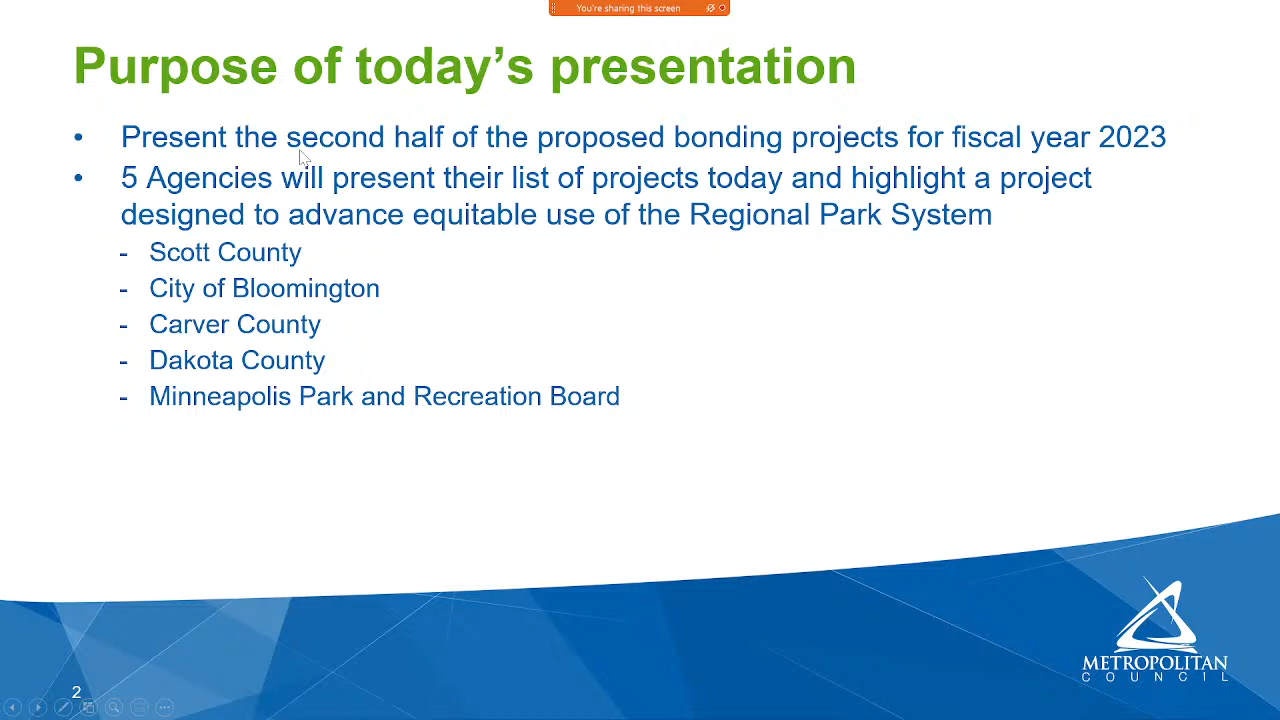 You're sharing this screen
Purpose of today's presentation
• Present the second half of the proposed bonding projects for fiscal year 2023
• 5 Agencies will present their list of projects today and highlight a project
designed to advance equitable use of the Regional Park System
- Scott County
- City of Bloomington
- Carver County
- Dakota County
- Minneapolis Park and Recreation Board
METROPOLITAN
COUNCIL
2